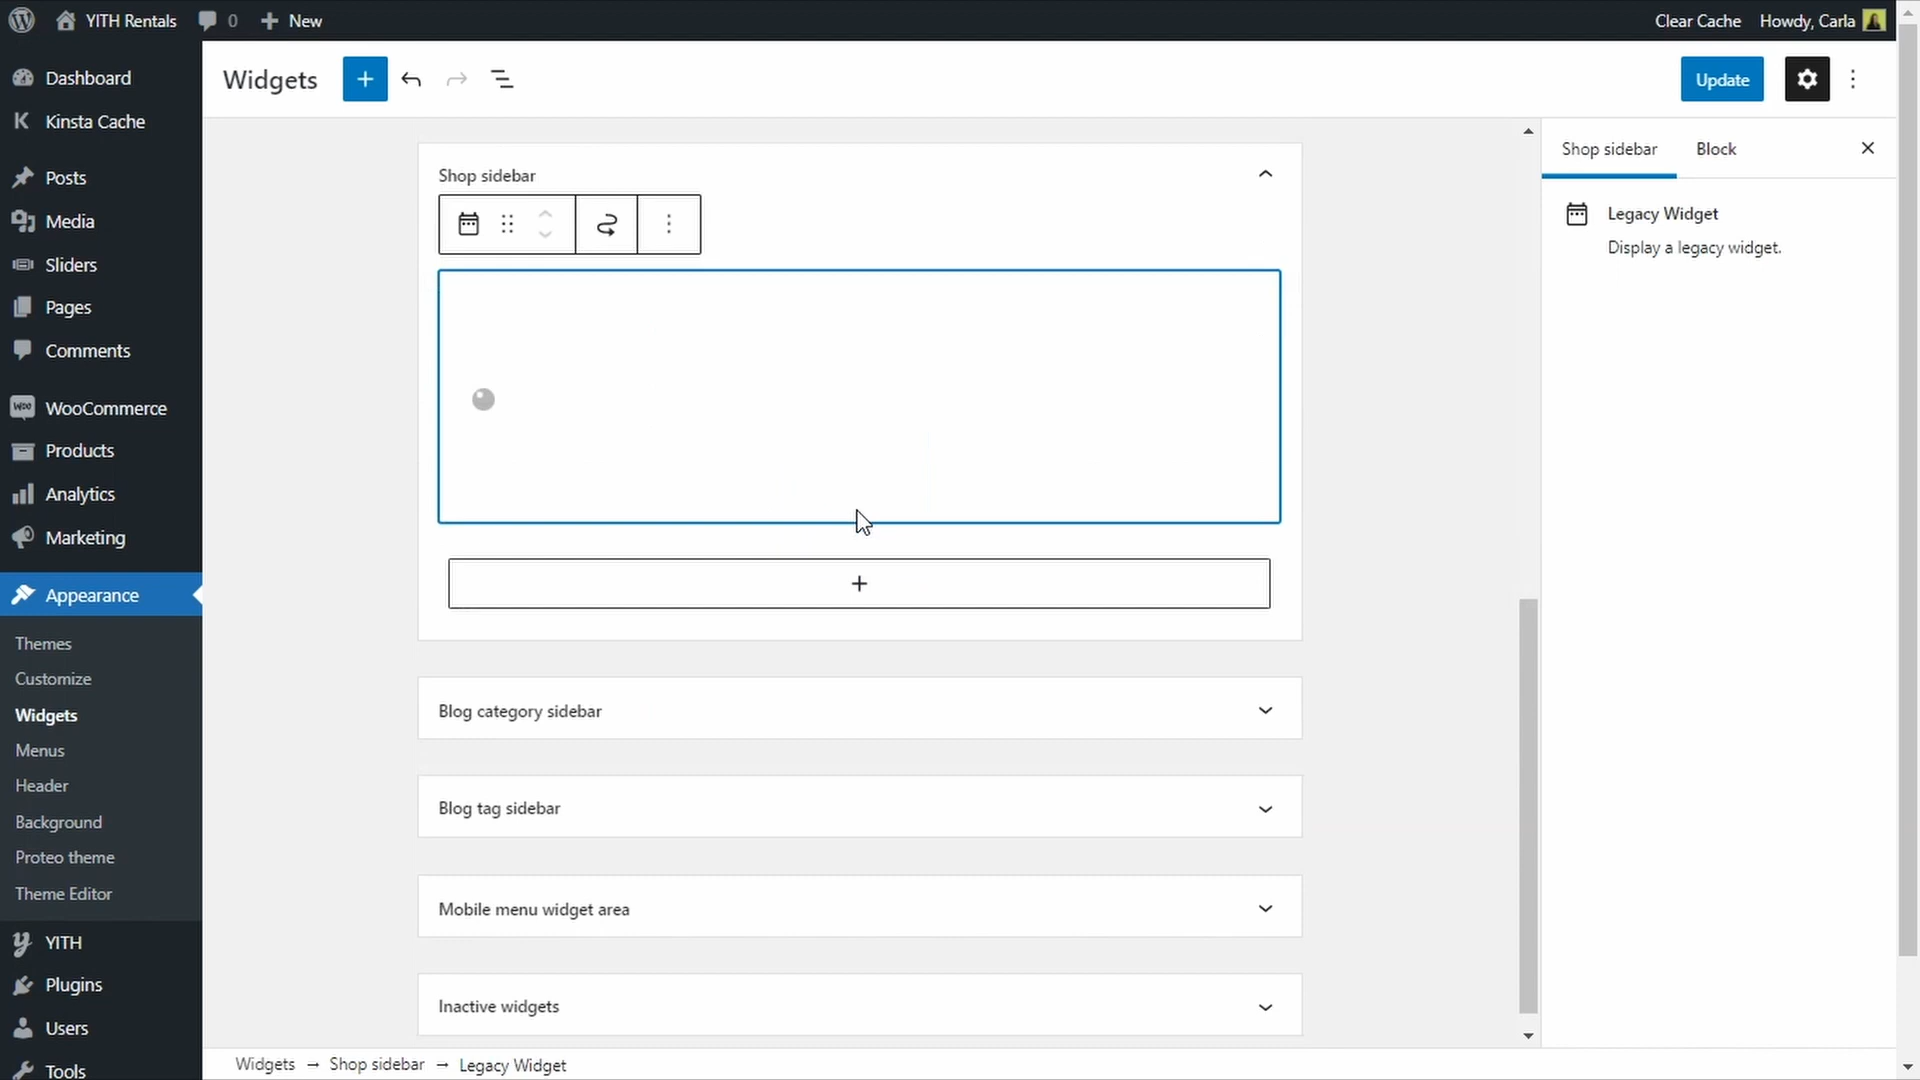 YITH Rentals 0 New Clear Cache Howdy, Carla
Dashboard
Kinsta Cache
Posts
Media
Sliders
Pages
Comments
WooCommerce
Products
Analytics
Marketing
Appearance
Themes
Customize
Widgets
Menus
Header
Background
Proteo theme
Theme Editor
YITH
Plugins
Users
Tools
Widgets Update
Shop sidebar
Blog category sidebar
Blog tag sidebar
Mobile menu widget area
Inactive widgets
Widgets → Shop sidebar → Legacy Widget
Shop sidebar Block
Legacy Widget
Display a legacy widget.